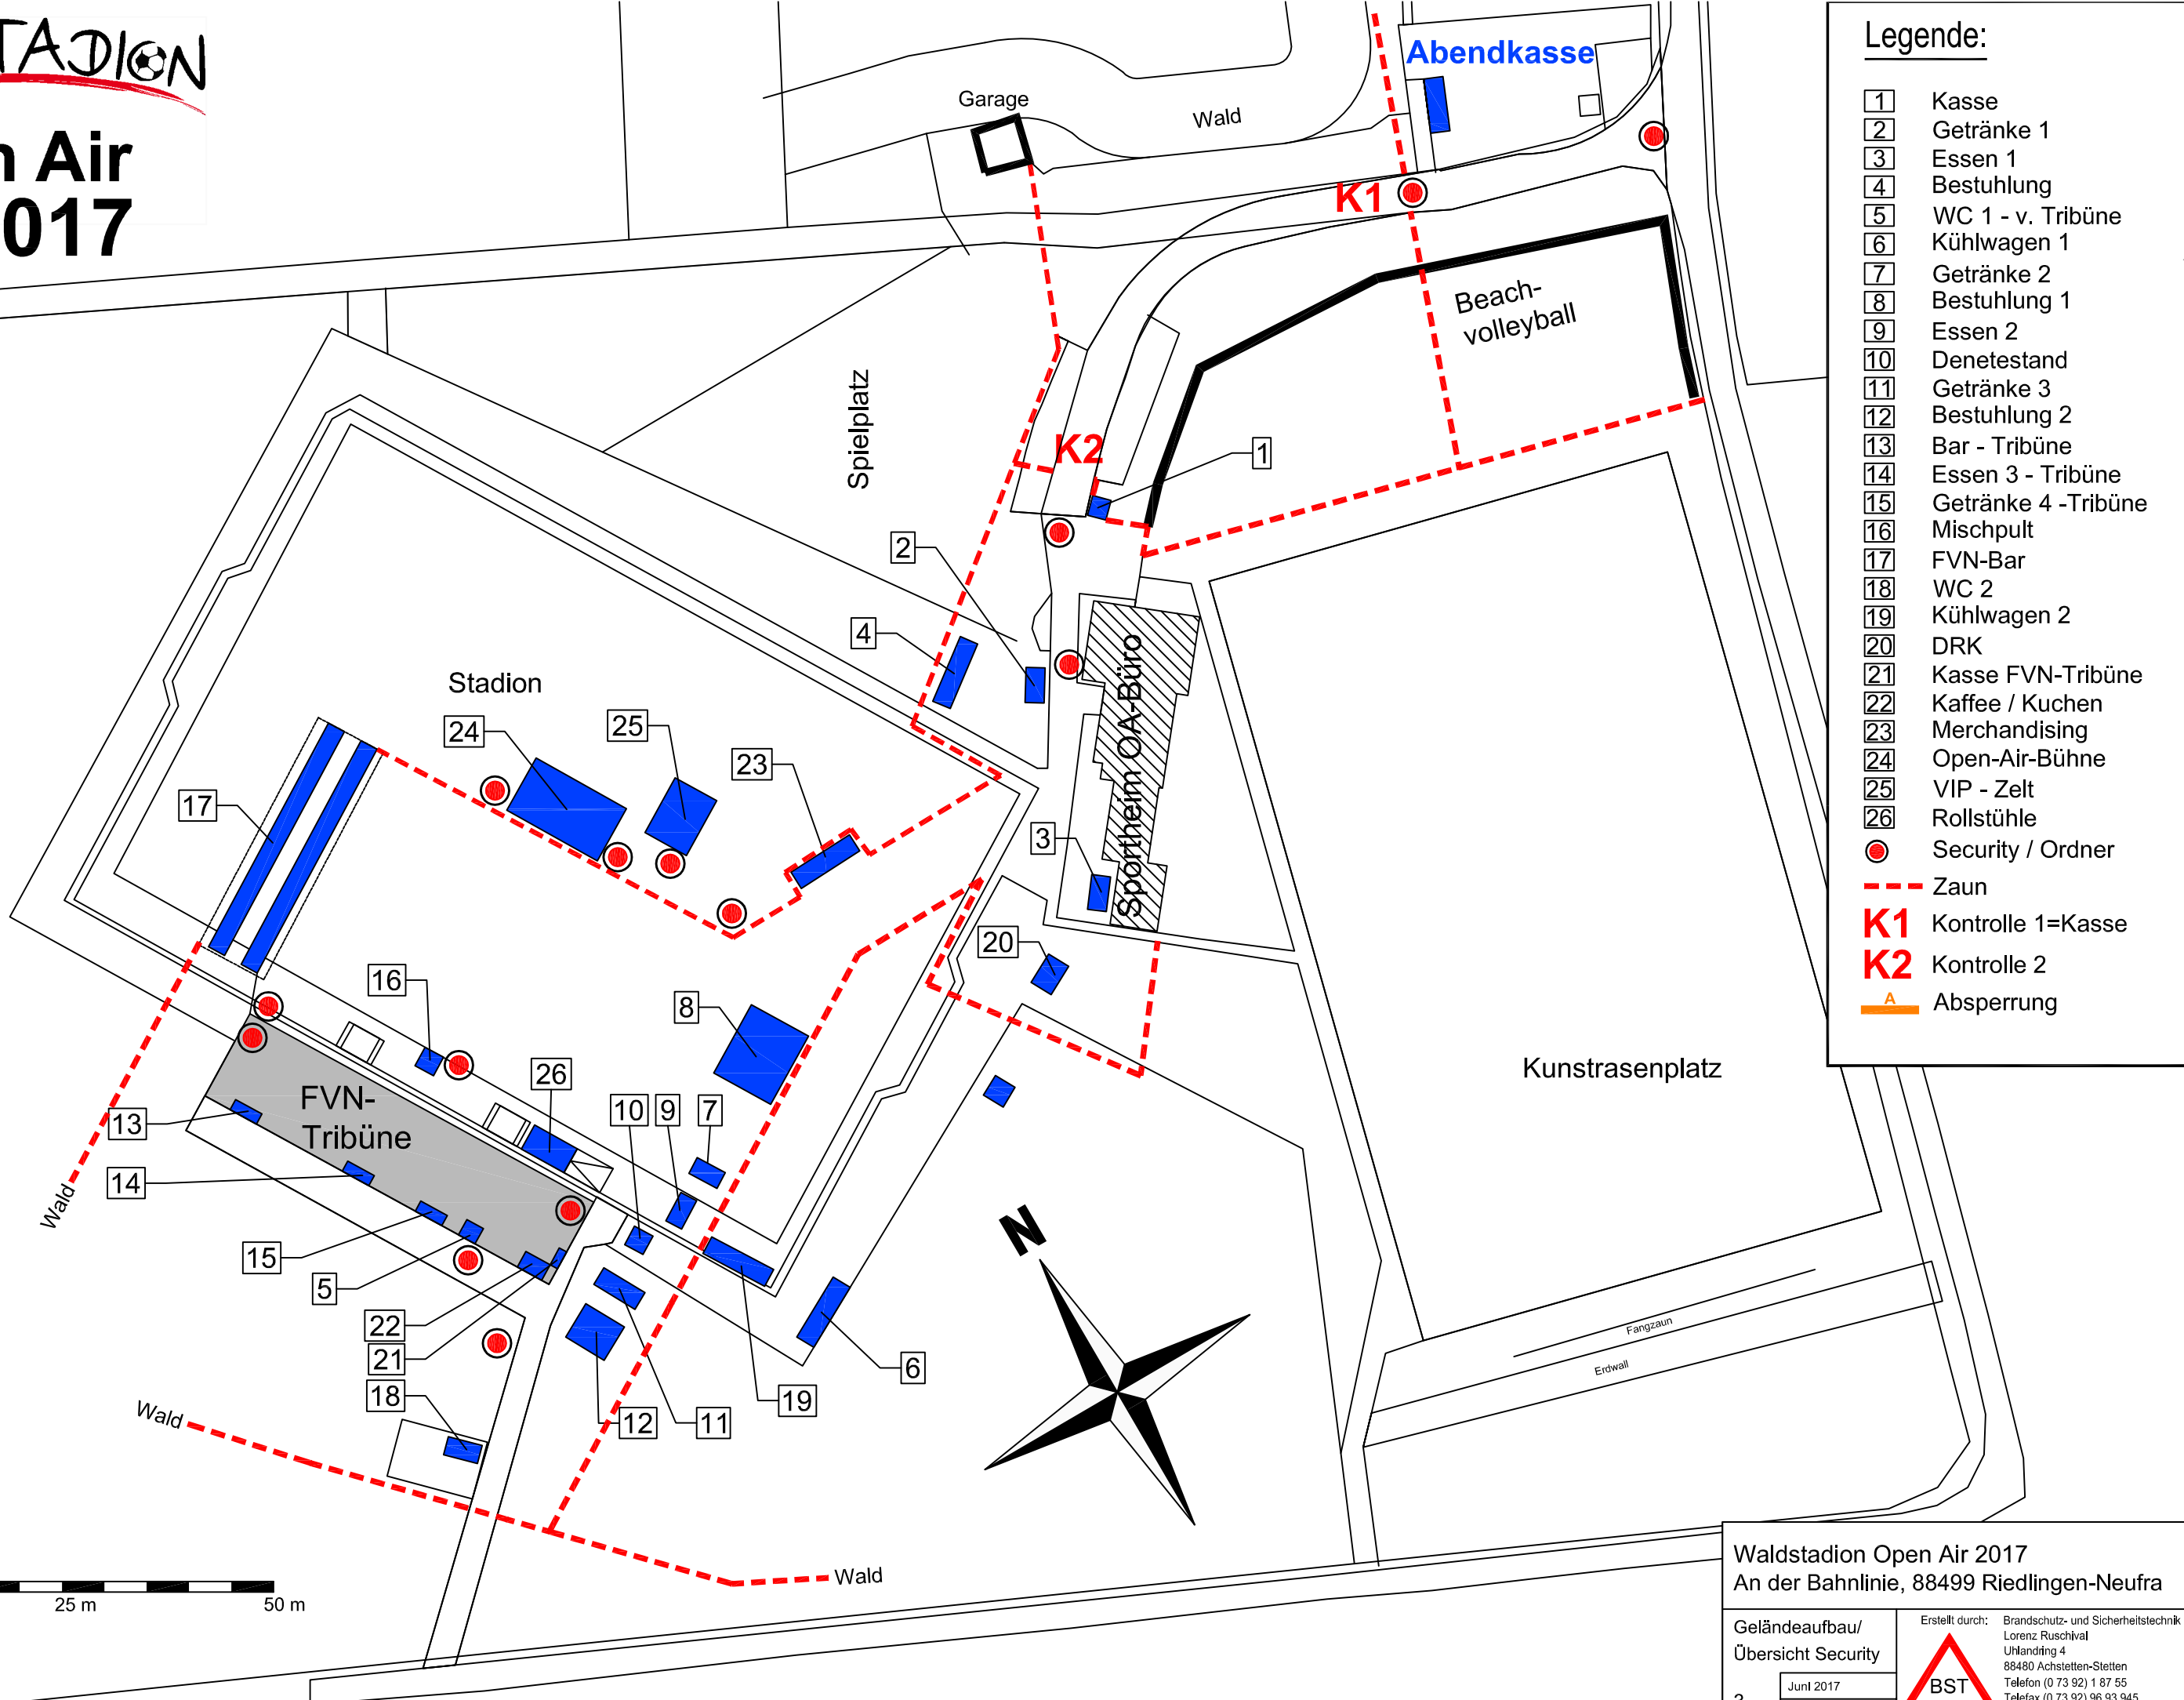 TADION
n Air
017
Abendkasse
Garage
Wald
K1
Beach-
volleyball
Spielplatz
K2
1
2
4
Stadion
24
25
23
17
3
Sportheim OA-Büro
20
16
8
Kunstrasenplatz
26
FVN-
Tribüne
10
9
7
13
14
Wald
15
5
22
21
18
N
6
19
12
11
Fangzaun
Erdwall
Wald
Wald
25 m
50 m
Legende:
1 Kasse
2 Getränke 1
3 Essen 1
4 Bestuhlung
5 WC 1 - v. Tribüne
6 Kühlwagen 1
7 Getränke 2
8 Bestuhlung 1
9 Essen 2
10 Denetestand
11 Getränke 3
12 Bestuhlung 2
13 Bar - Tribüne
14 Essen 3 - Tribüne
15 Getränke 4 -Tribüne
16 Mischpult
17 FVN-Bar
18 WC 2
19 Kühlwagen 2
20 DRK
21 Kasse FVN-Tribüne
22 Kaffee / Kuchen
23 Merchandising
24 Open-Air-Bühne
25 VIP - Zelt
26 Rollstühle
Security / Ordner
Zaun
K1 Kontrolle 1=Kasse
K2 Kontrolle 2
A Absperrung
Waldstadion Open Air 2017
An der Bahnlinie, 88499 Riedlingen-Neufra
Geländeaufbau/
Übersicht Security
Juni 2017
Erstellt durch:
BST
Brandschutz- und Sicherheitstechnik
Lorenz Ruschival
Uhlandring 4
88480 Achstetten-Stetten
Telefon (0 73 92) 1 87 55
Telefax (0 73 92) 96 93 945